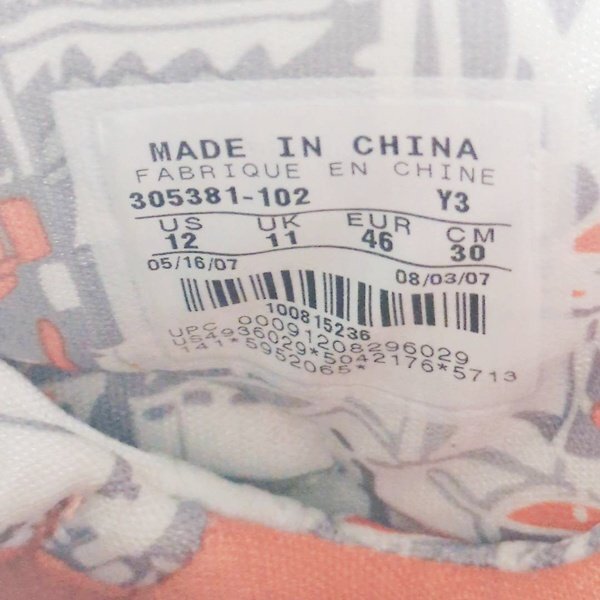 MADE IN CHINA
FABRIQUE EN CHINE
305381-102 Y3
US UK EUR CM
12 11 46 30
05/16/07 08/03/07
100815236
UPC 00091208296029
US4936029*5042176*5713
141*5952065*